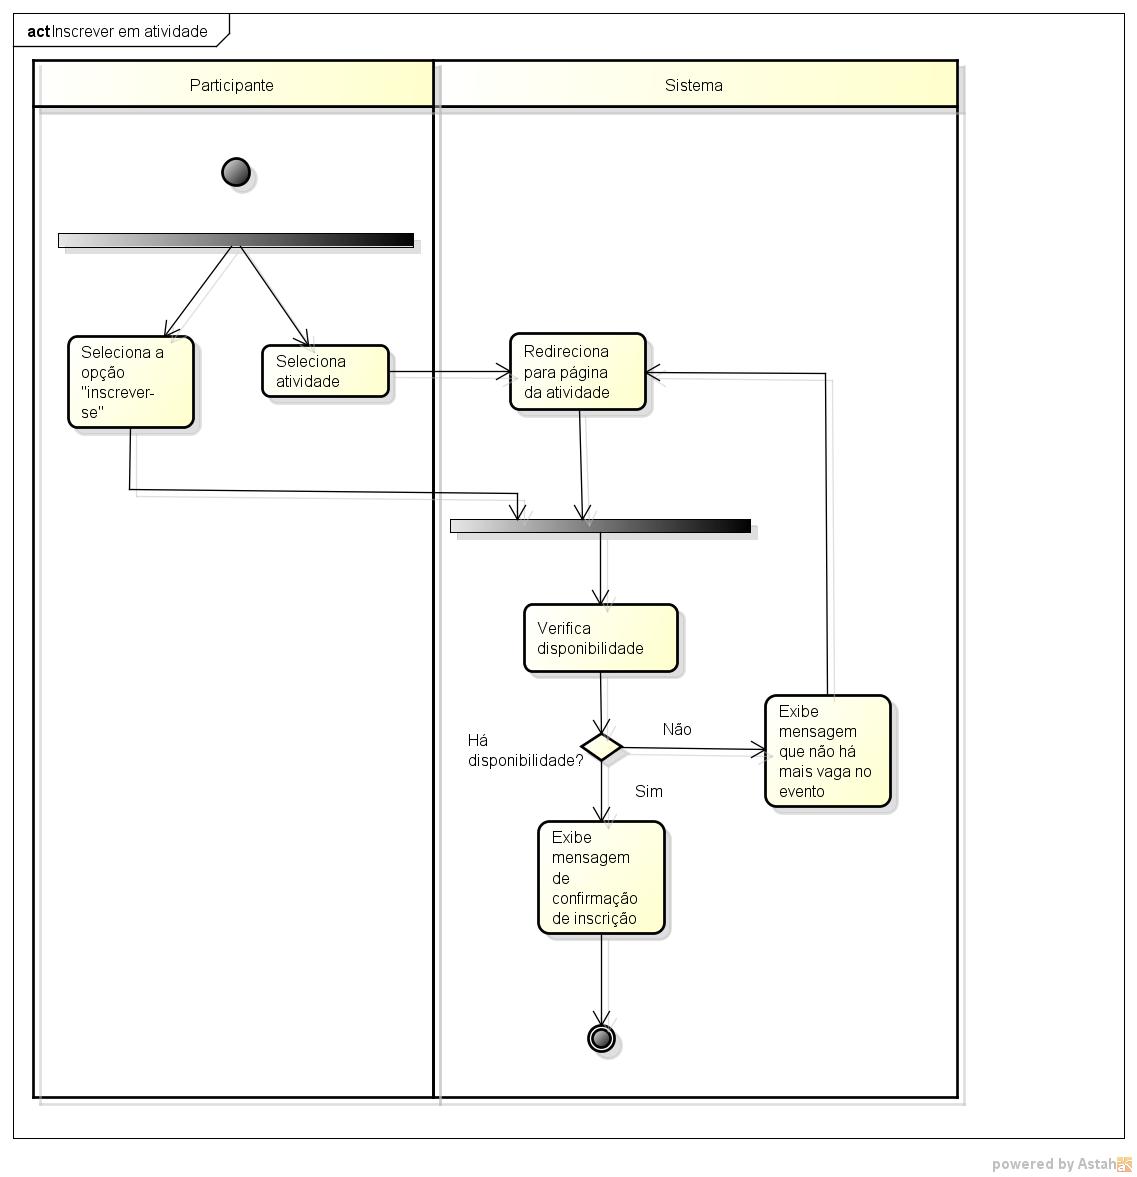 act Inscrever em atividade
Participante
Sistema
Seleciona a
opção
"inscrever-
se"
Seleciona
atividade
Redireciona
para página
da atividade
Verifica
disponibilidade
Há
disponibilidade?
Não
Sim
Exibe
mensagem
que não há
mais vaga no
evento
Exibe
mensagem
de
confirmação
de inscrição
powered by Astah